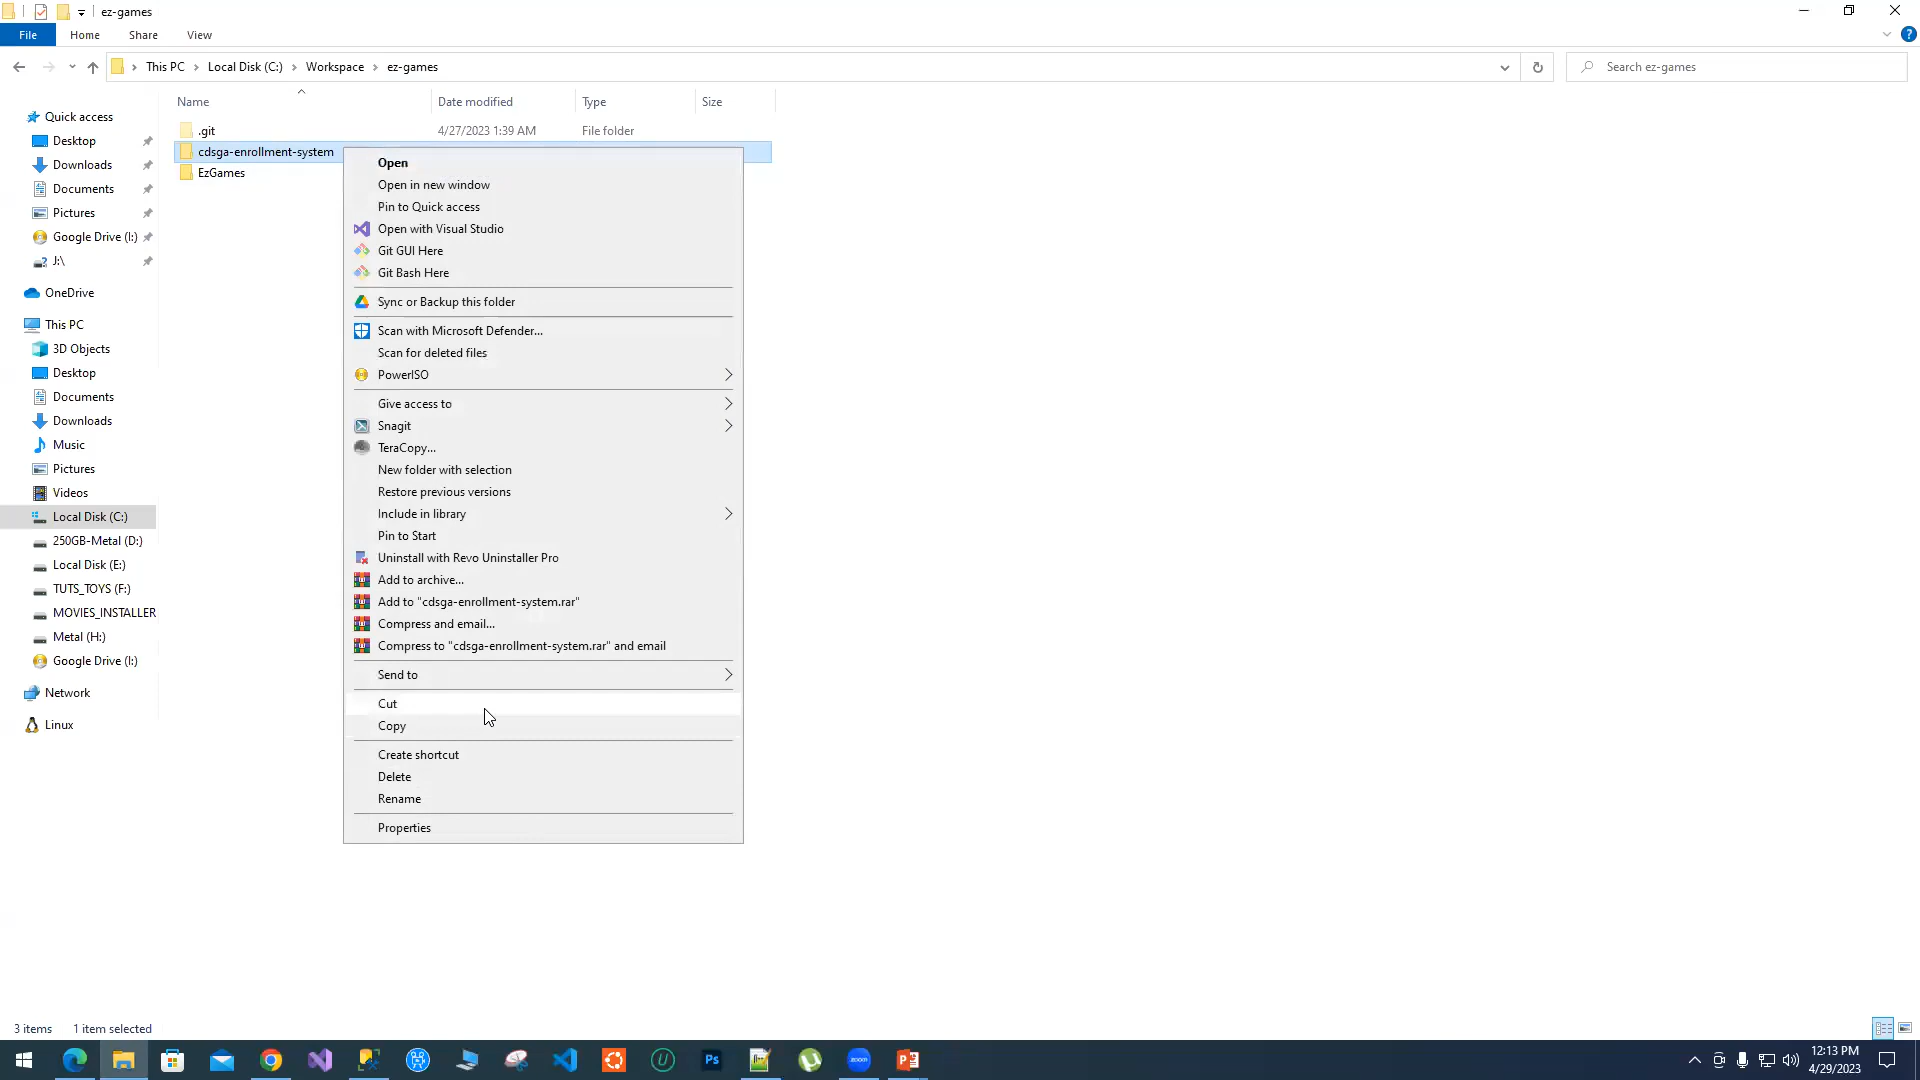 ez-games
File
Home
Share
View
This PC
Local Disk (C:)
Workspace
ez-games
Search ez-games
Name
Date modified
Type
Size
.git
4/27/2023 1:39 AM
File folder
cdsga-enrollment-system
EzGames
Quick access
Desktop
Downloads
Documents
Pictures
Google Drive (I:)
J:\
OneDrive
This PC
3D Objects
Desktop
Documents
Downloads
Music
Pictures
Videos
Local Disk (C:)
250GB-Metal (D:)
Local Disk (E:)
TUTS_TOYS (F:)
MOVIES_INSTALLER
Metal (H:)
Google Drive (I:)
Network
Linux
Open
Open in new window
Pin to Quick access
Open with Visual Studio
Git GUI Here
Git Bash Here
Sync or Backup this folder
Scan with Microsoft Defender...
Scan for deleted files
PowerISO
Give access to
Snagit
TeraCopy...
New folder with selection
Restore previous versions
Include in library
Pin to Start
Uninstall with Revo Uninstaller Pro
Add to archive...
Add to "cdsga-enrollment-system.rar"
Compress and email...
Compress to "cdsga-enrollment-system.rar" and email
Send to
Cut
Copy
Create shortcut
Delete
Rename
Properties
3 items
1 item selected
Ps
zoom
12:13 PM
4/29/2023